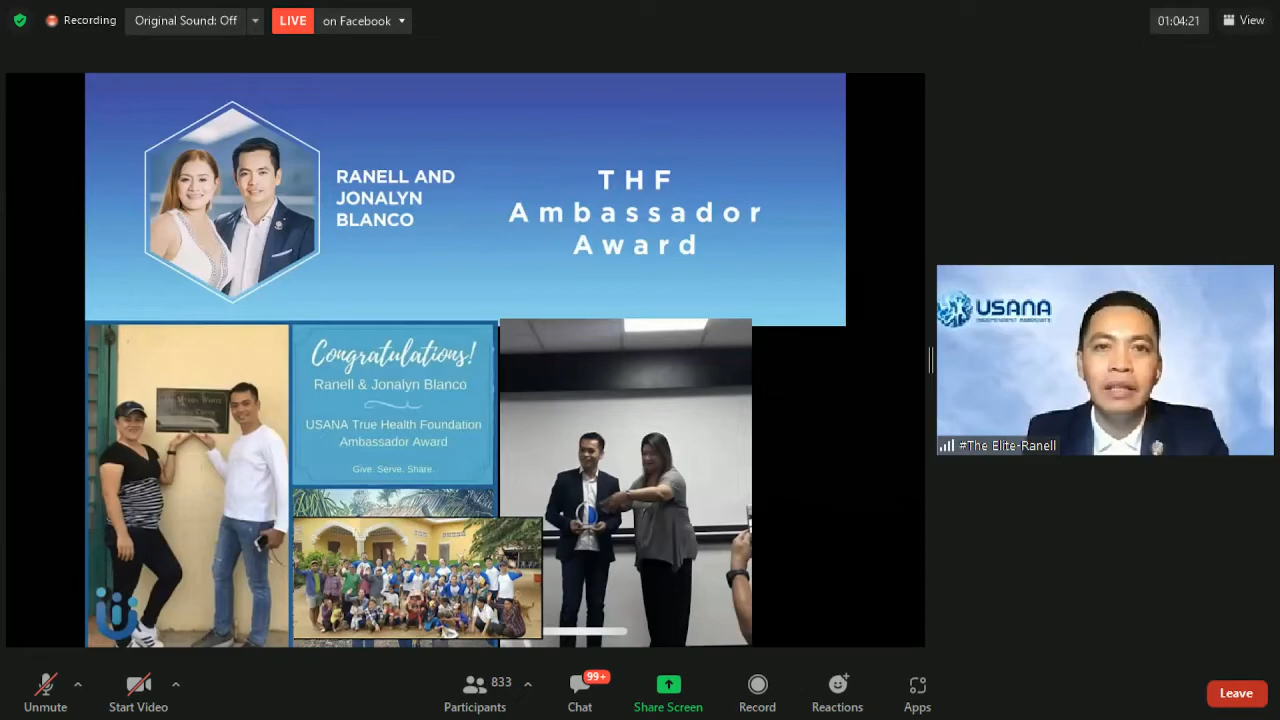 Recording
Original Sound: Off
LIVE
on Facebook
01:04:21
View
RANELL AND
JONALYN
BLANCO
THF
Ambassador
Award
Congratulations!
Ranell & Jonalyn Blanco
USANA True Health Foundation
Ambassador Award
Give. Serve. Share.
USANA
INDEPENDENT ASSOCIATE
#The Elite-Ranell
Unmute
Start Video
833
Participants
99+
Chat
Share Screen
Record
Reactions
Apps
Leave